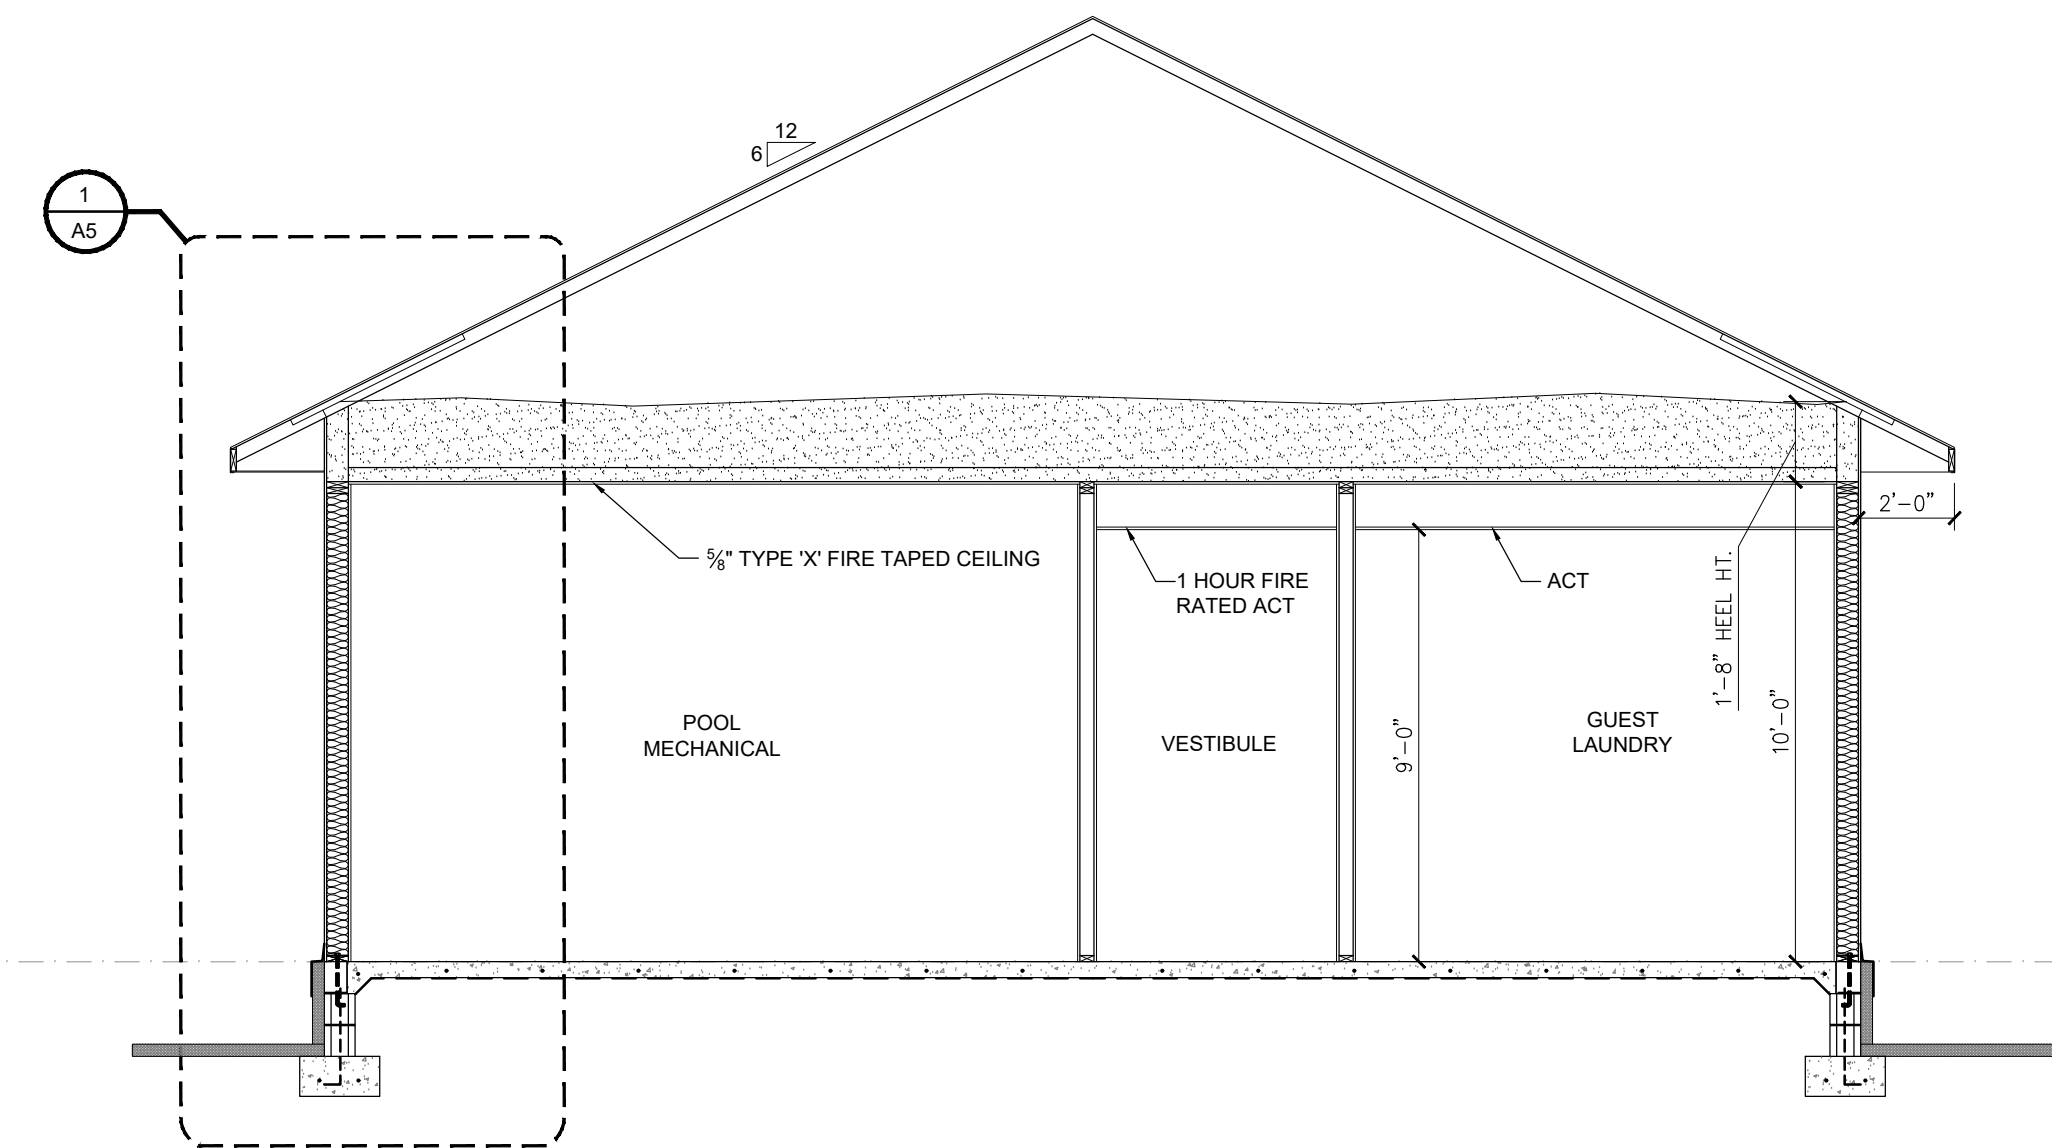 12
6
1
A5
2'-0"
⅝" TYPE 'X' FIRE TAPED CEILING
1 HOUR FIRE
RATED ACT
ACT
1'-8" HEEL HT.
POOL
MECHANICAL
VESTIBULE
9'-0"
GUEST
LAUNDRY
10'-0"